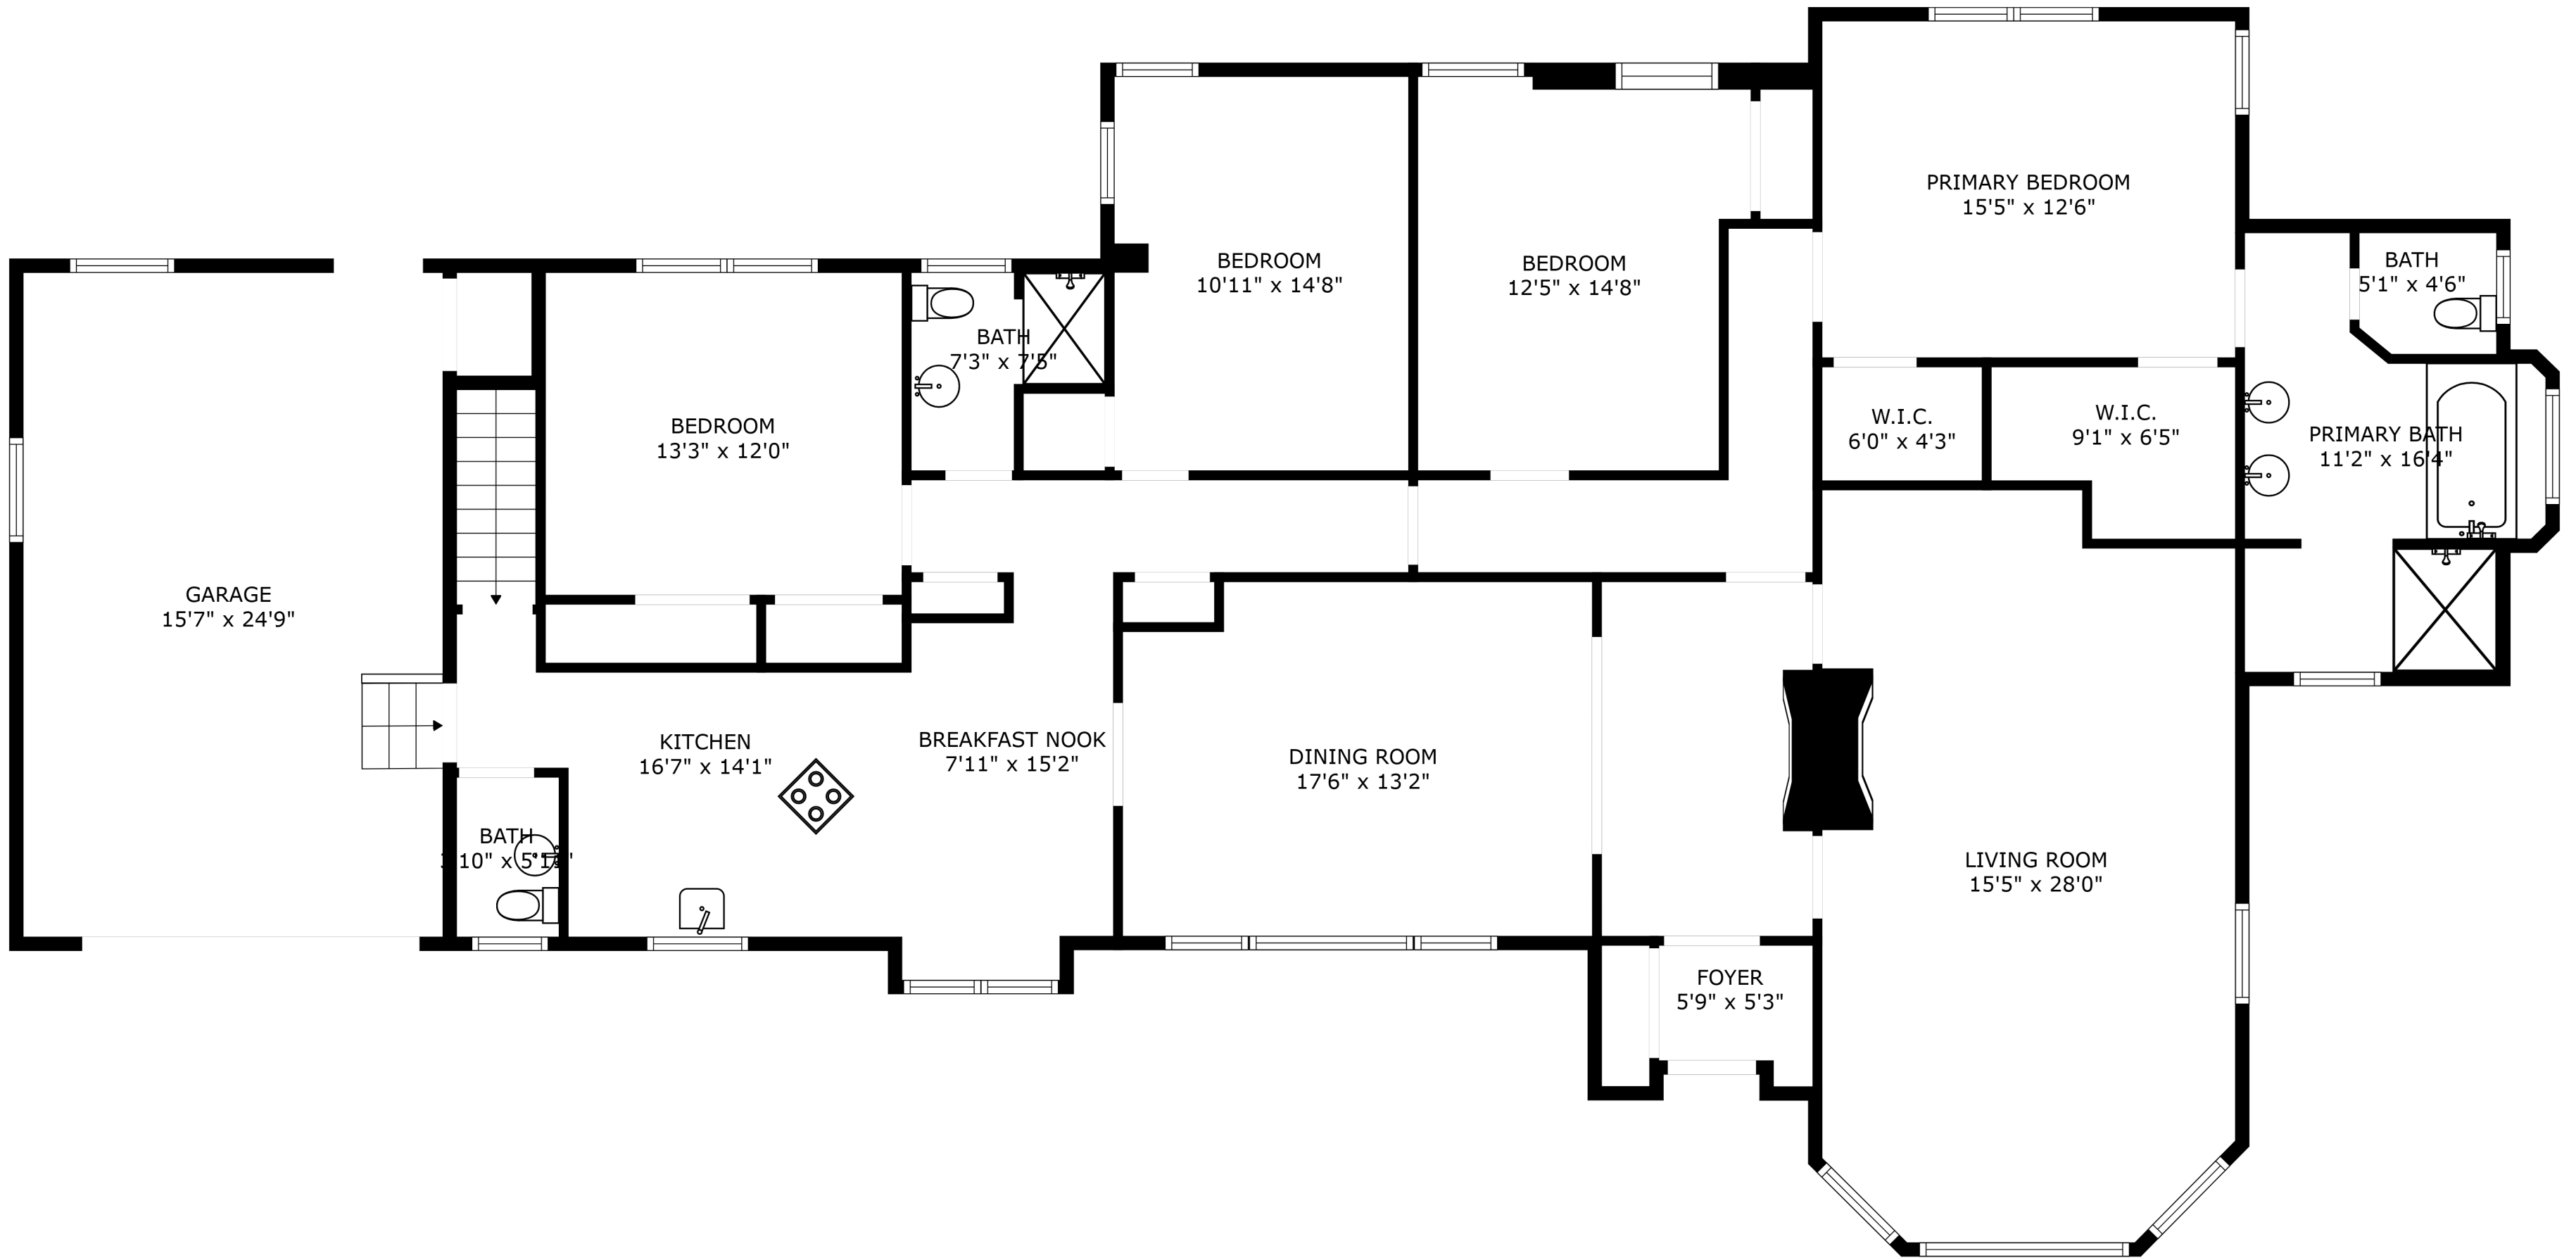 PRIMARY BEDROOM
15'5" x 12'6"
BEDROOM
10'11" x 14'8"
BEDROOM
12'5" x 14'8"
BATH
5'1" x 4'6"
BATH
7'3" x 7'5"
BEDROOM
13'3" x 12'0"
W.I.C.
6'0" x 4'3"
W.I.C.
9'1" x 6'5"
PRIMARY BATH
11'2" x 16'4"
GARAGE
15'7" x 24'9"
KITCHEN
16'7" x 14'1"
BREAKFAST NOOK
7'11" x 15'2"
DINING ROOM
17'6" x 13'2"
BATH
LIVING ROOM
15'5" x 28'0"
FOYER
5'9" x 5'3"